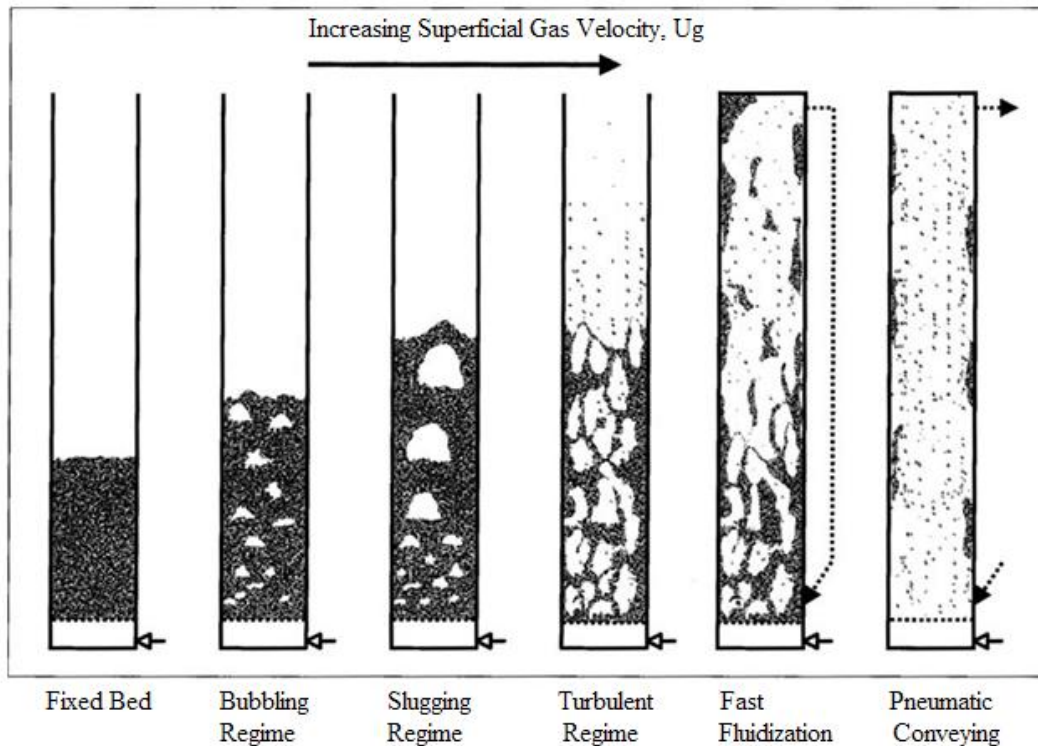 Increasing Superficial Gas Velocity, Ug
Fixed Bed
Bubbling
Regime
Slugging
Regime
Turbulent
Regime
Fast
Fluidization
Pneumatic
Conveying